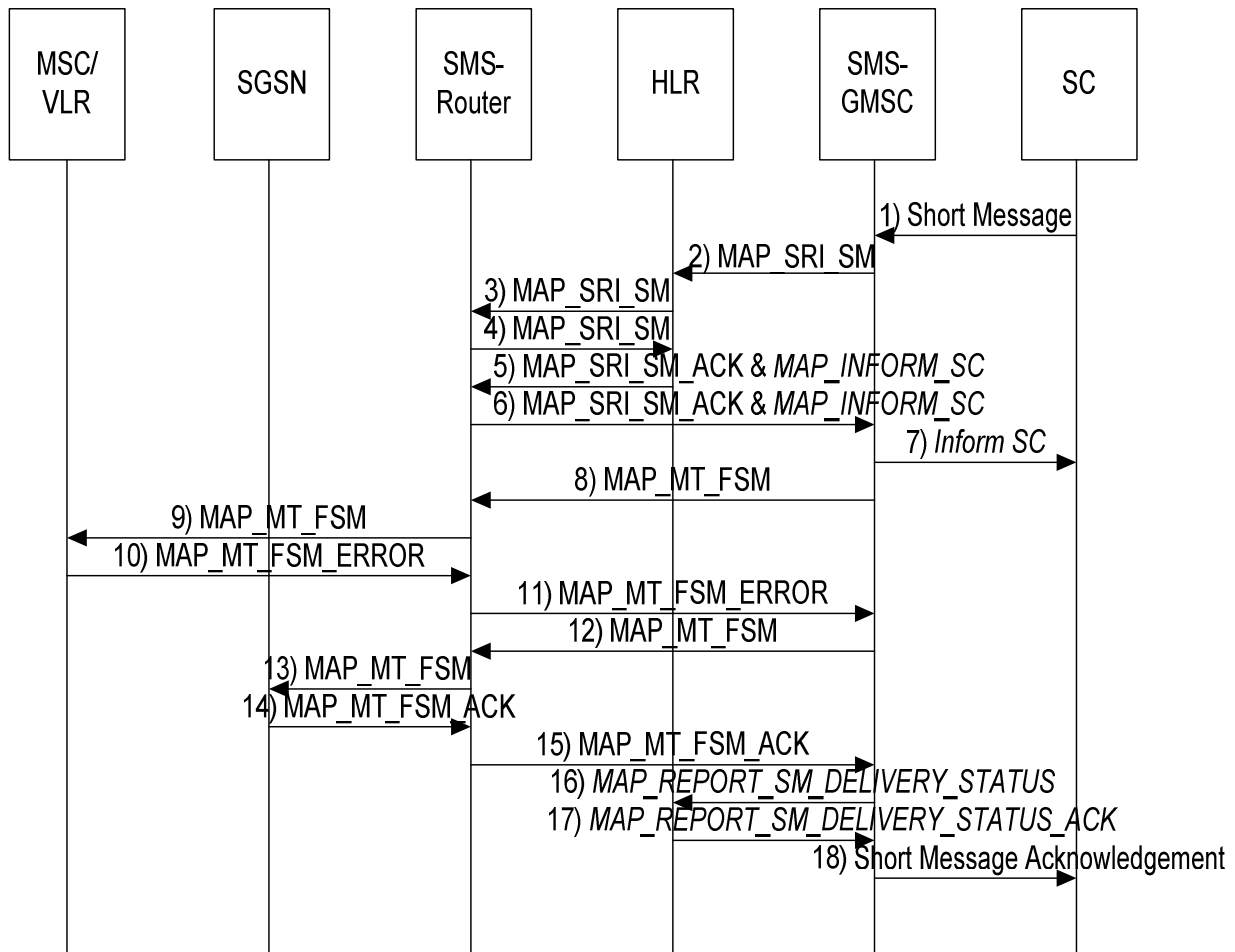 MSC/
VLR
SGSN
SMS-
Router
HLR
SMS-
GMSC
SC
1) Short Message
2) MAP_SRI_SM
3) MAP_SRI_SM
4) MAP_SRI_SM
5) MAP_SRI_SM_ACK & MAP_INFORM_SC
6) MAP_SRI_SM_ACK & MAP_INFORM_SC
7) Inform SC
8) MAP_MT_FSM
9) MAP_MT_FSM
10) MAP_MT_FSM_ERROR
11) MAP_MT_FSM_ERROR
12) MAP_MT_FSM
13) MAP_MT_FSM
14) MAP_MT_FSM_ACK
15) MAP_MT_FSM_ACK
16) MAP_REPORT_SM_DELIVERY_STATUS
17) MAP_REPORT_SM_DELIVERY_STATUS_ACK
18) Short Message Acknowledgement